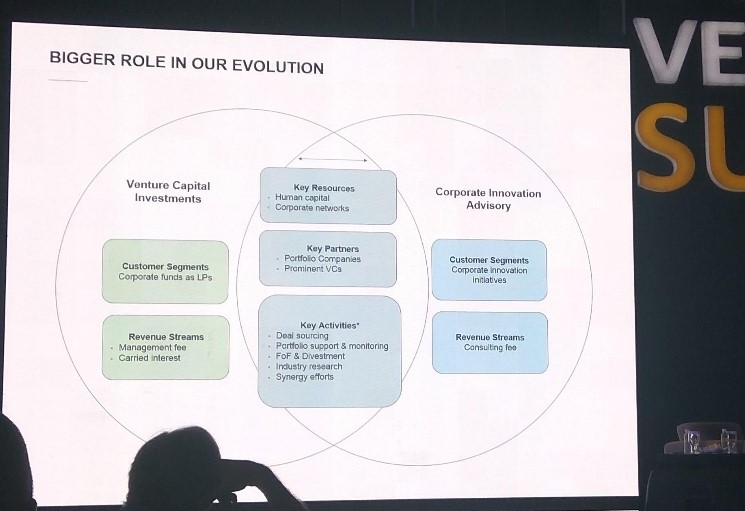 BIGGER ROLE IN OUR EVOLUTION
VE
SU
Venture Capital
Investments
Customer Segments
Corporate funds as LPs
Revenue Streams
- Management fee
- Carried interest
Key Resources
- Human capital
- Corporate networks
Key Partners
- Portfolio Companies
- Prominent VCs
Key Activities*
- Deal sourcing
- Portfolio support & monitoring
- FoF & Divestment
- Industry research
- Synergy efforts
Corporate Innovation
Advisory
Customer Segments
Corporate Innovation
Initiatives
Revenue Streams
Consulting fee